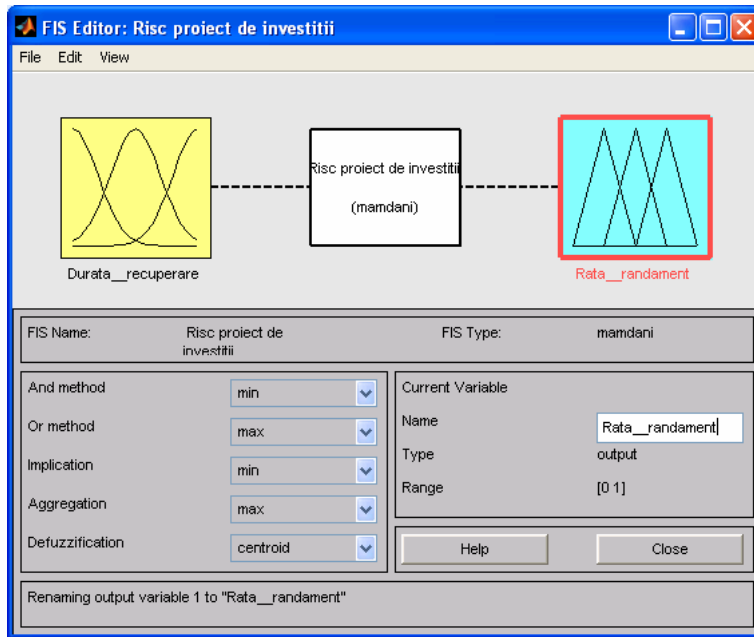 FIS Editor: Risc proiect de investitii
File Edit View
Risc proiect de investitii
(mamdani)
Durata__recuperare
Rata__randament
FIS Name: Risc proiect de investitii
FIS Type: mamdani
And method min
Or method max
Implication min
Aggregation max
Defuzzification centroid
Current Variable
Name Rata__randament
Type output
Range [0 1]
Help Close
Renaming output variable 1 to "Rata__randament"